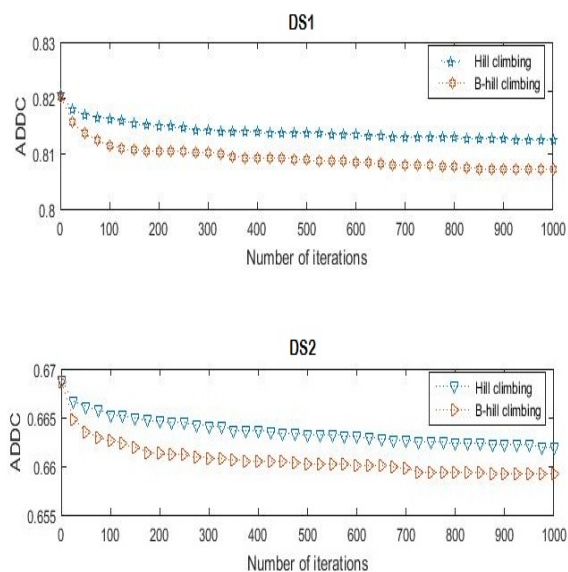 DS1
0.83
0.82
0.81
0.8
ADDC
Hill climbing
B-hill climbing
0 100 200 300 400 500 600 700 800 900 1000
Number of iterations
DS2
0.67
0.665
0.66
0.655
ADDC
Hill climbing
B-hill climbing
0 100 200 300 400 500 600 700 800 900 1000
Number of iterations